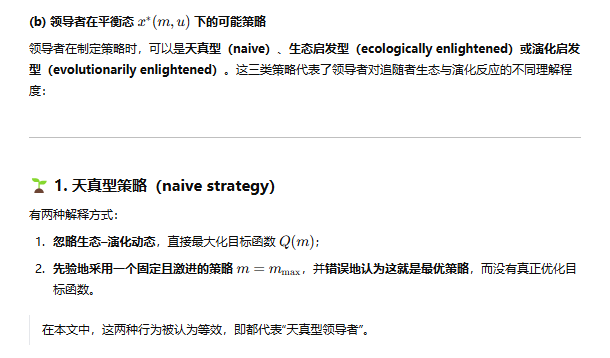 (b) 领导者在平衡态 x*(m, u) 下的可能策略
领导者在制定策略时，可以是天真型（naive）、生态启发型（ecologically enlightened）或演化启发
型（evolutionarily enlightened）。这三类策略代表了领导者对追随者生态与演化反应的不同理解程
度：
🌱 1. 天真型策略（naive strategy）
有两种解释方式：
1. 忽略生态–演化动态，直接最大化目标函数 Q(m)；
2. 先验地采用一个固定且激进的策略 m = m_max，并错误地认为这就是最优策略，而没有真正优化目
标函数。
在本文中，这两种行为被认为等效，即都代表“天真型领导者”。